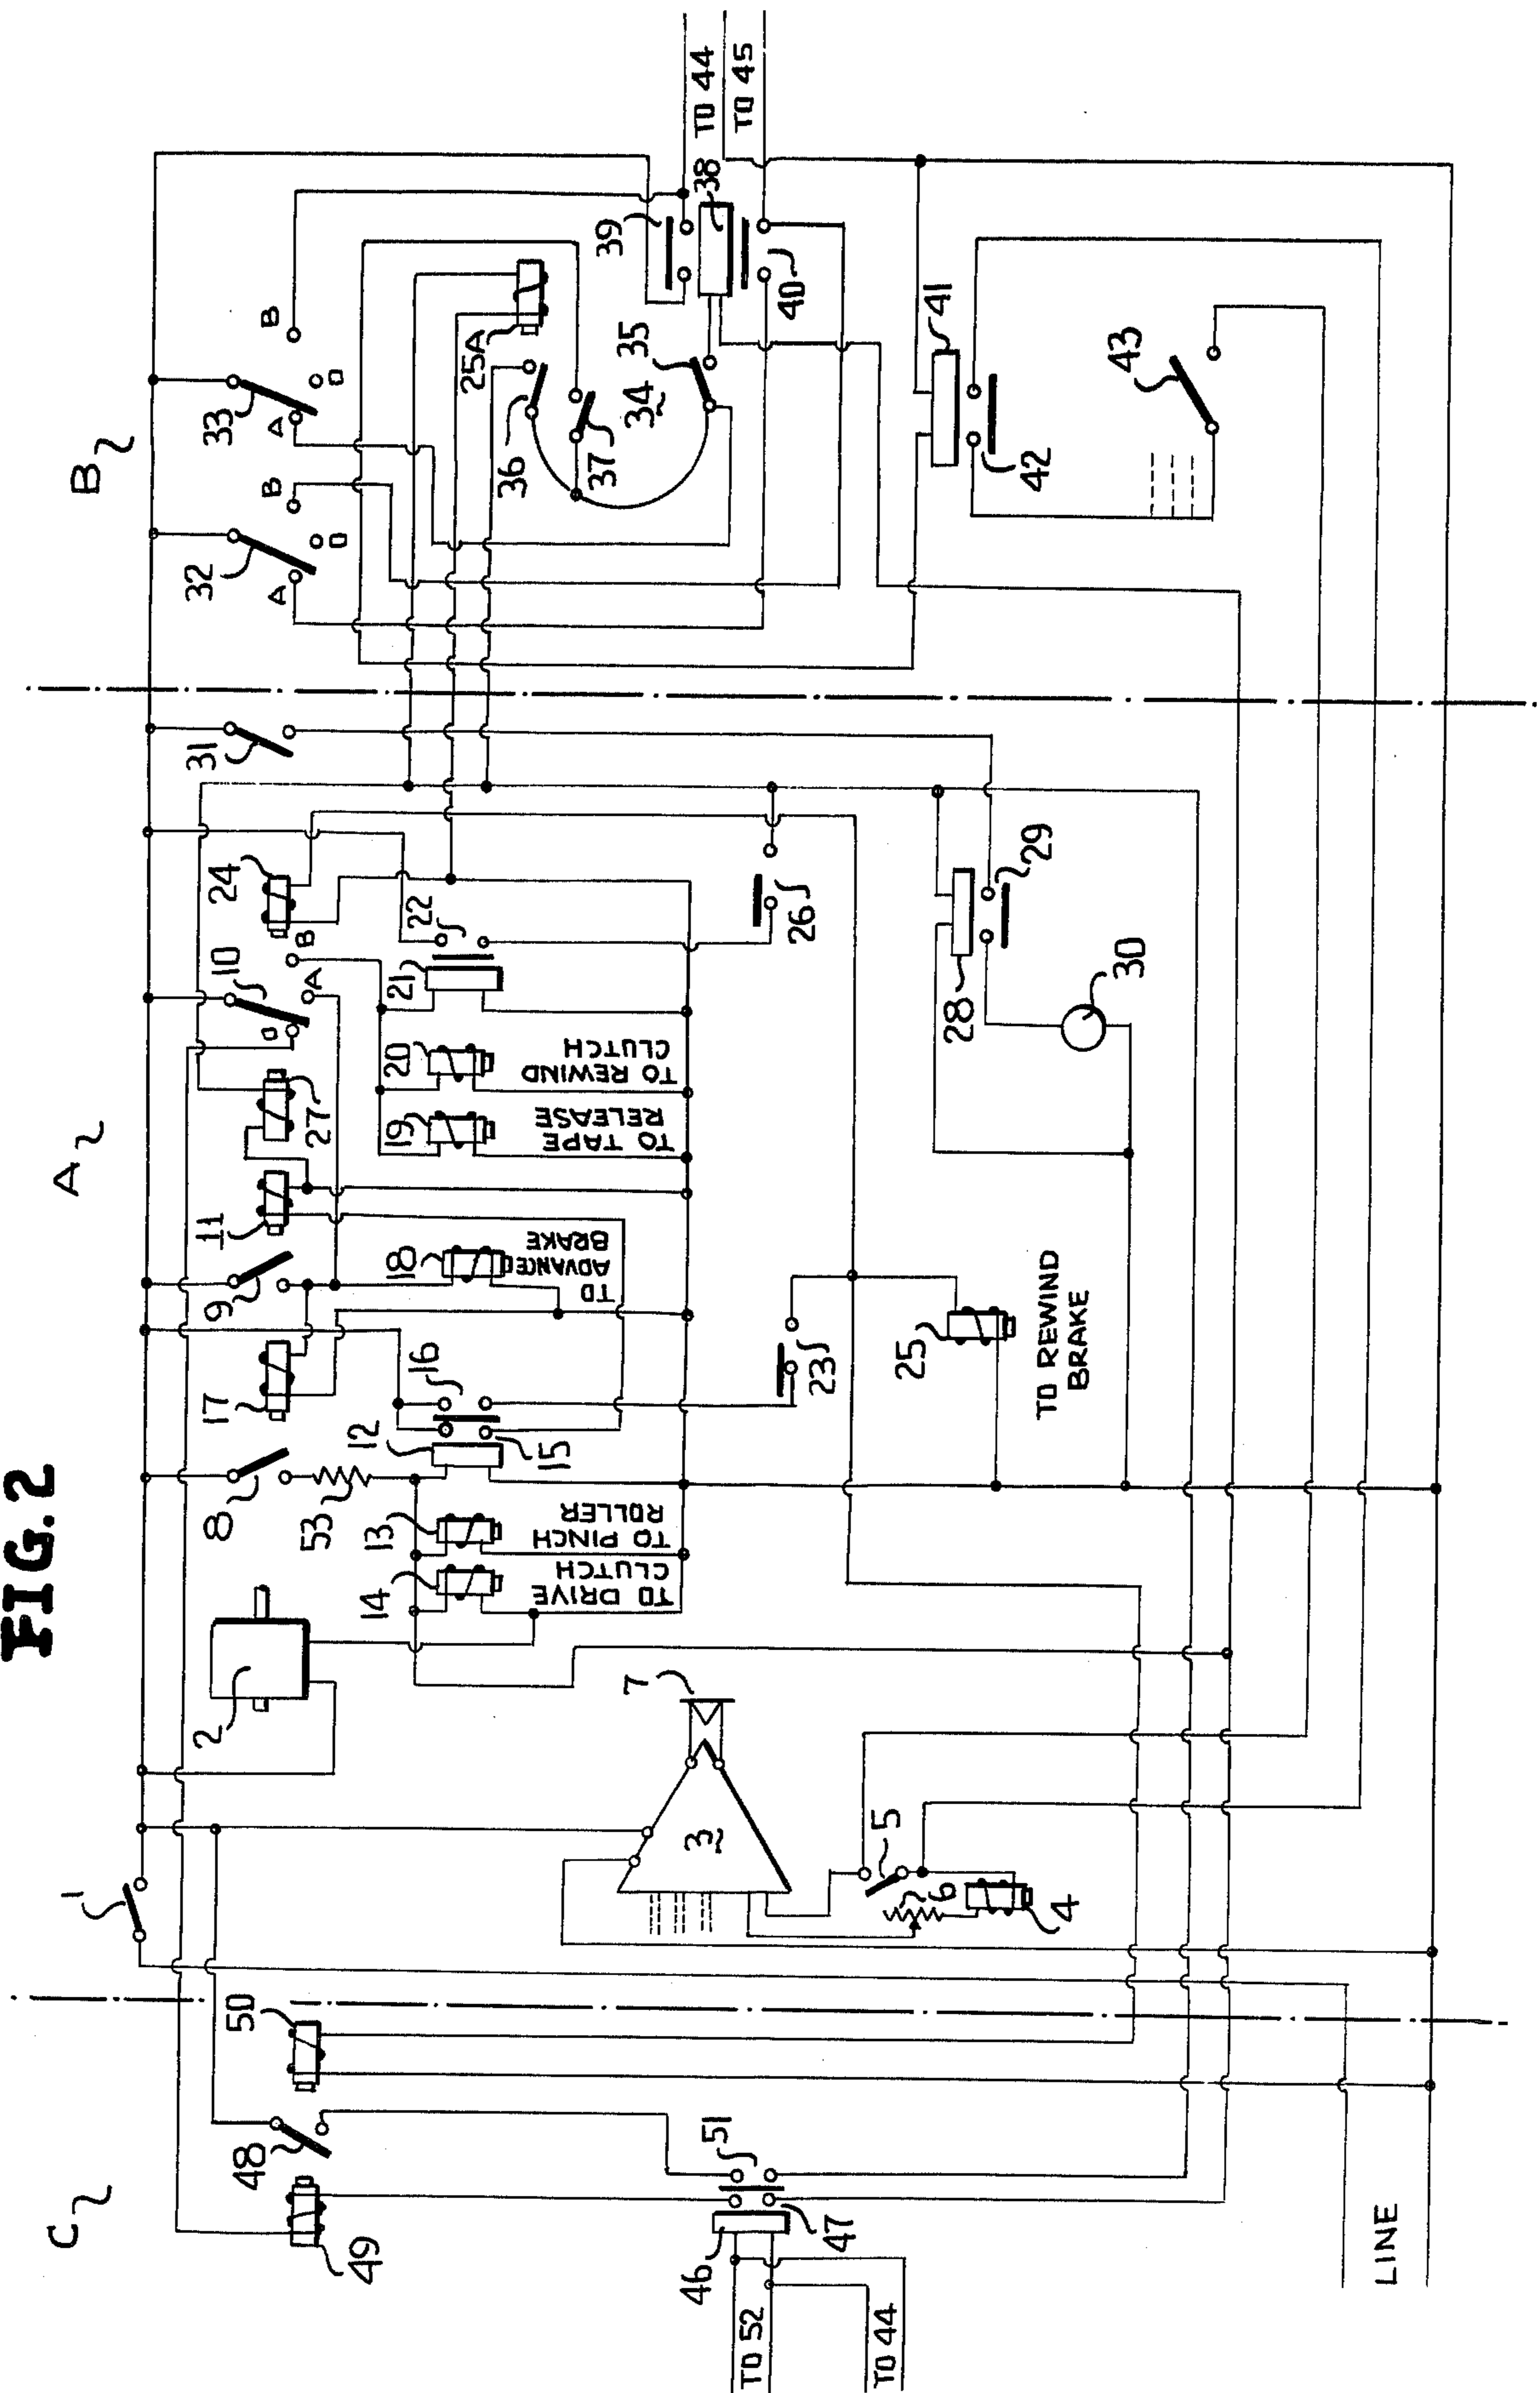 FIG. 2
C
A
B
1
2
3
4
5
6
7
8
9
10
A
B
O
11
12
13
TO PINCH
ROLLER
14
TO DRIVE
CLUTCH
15
16
17
18
TO
ADVANCE
BRAKE
19
TO TAPE
RELEASE
20
TO REWIND
CLUTCH
21
22
23
24
25
TO REWIND
BRAKE
25A
26
27
28
29
30
31
32
A
B
O
33
A
B
O
34
35
36
37
38
39
40
41
42
43
TO 44
TO 45
46
47
48
49
50
51
53
TO 52
TO 44
LINE